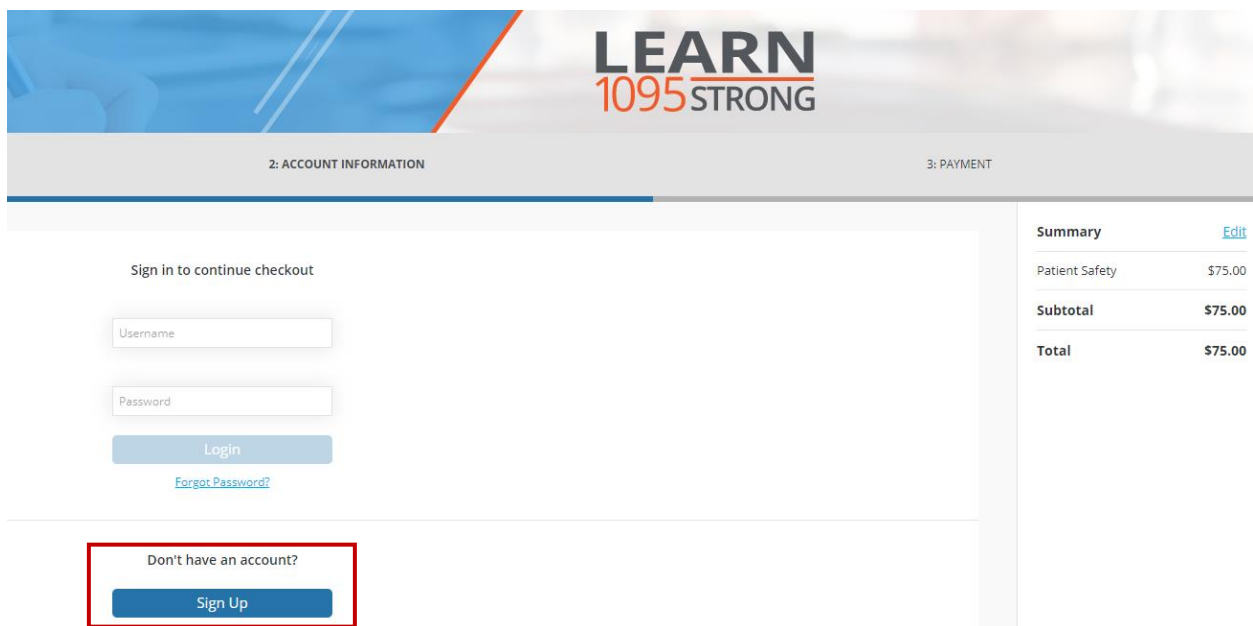 LEARN
1095 STRONG
2: ACCOUNT INFORMATION
3: PAYMENT
Sign in to continue checkout
Username
Password
Login
Forgot Password?
Don't have an account?
Sign Up
Summary Edit
Patient Safety $75.00
Subtotal $75.00
Total $75.00